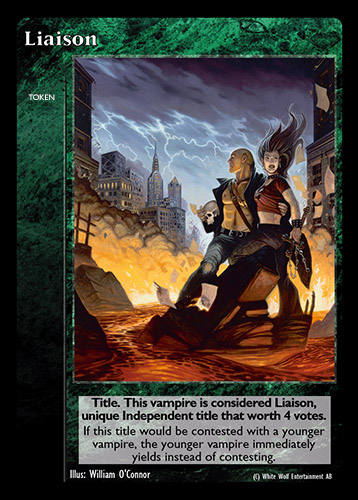 Liaison
TOKEN
Title. This vampire is considered Liaison,
unique Independent title that worth 4 votes.
If this title would be contested with a younger
vampire, the younger vampire immediately
yields instead of contesting.
Illus: William O'Connor
(C) White Wolf Entertainment AB